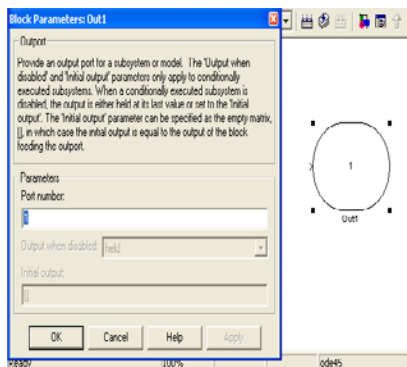 Block Parameters: Out1
Outport
Provide an output port for a subsystem or model. The 'Output when
disabled' and 'Initial output' parameters only apply to conditionally
executed subsystems. When a conditionally executed subsystem is
disabled, the output is either held at its last value or set to the 'Initial
output'. The 'Initial output' parameter can be specified as the empty matrix,
[], in which case the initial output is equal to the output of the block
feeding the outport.
Parameters
Port number:
1
Output when disabled: held
Initial output:
[]
OK Cancel Help Apply
1
Out1
Ready 100% ode45